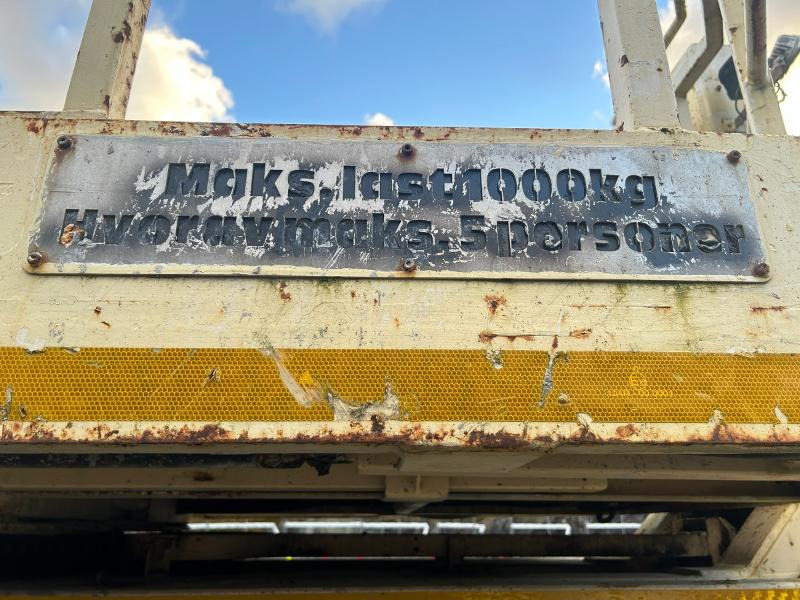 Maks. last 1000kg
Hvorav maks. 5 personer